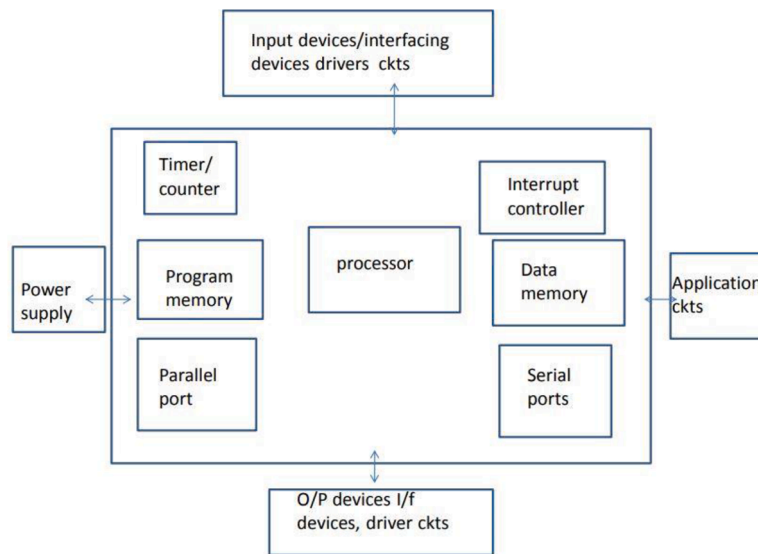 Input devices/interfacing
devices drivers ckts
Timer/
counter
Interrupt
controller
processor
Program
memory
Data
memory
Power
supply
Application
ckts
Parallel
port
Serial
ports
O/P devices I/f
devices, driver ckts